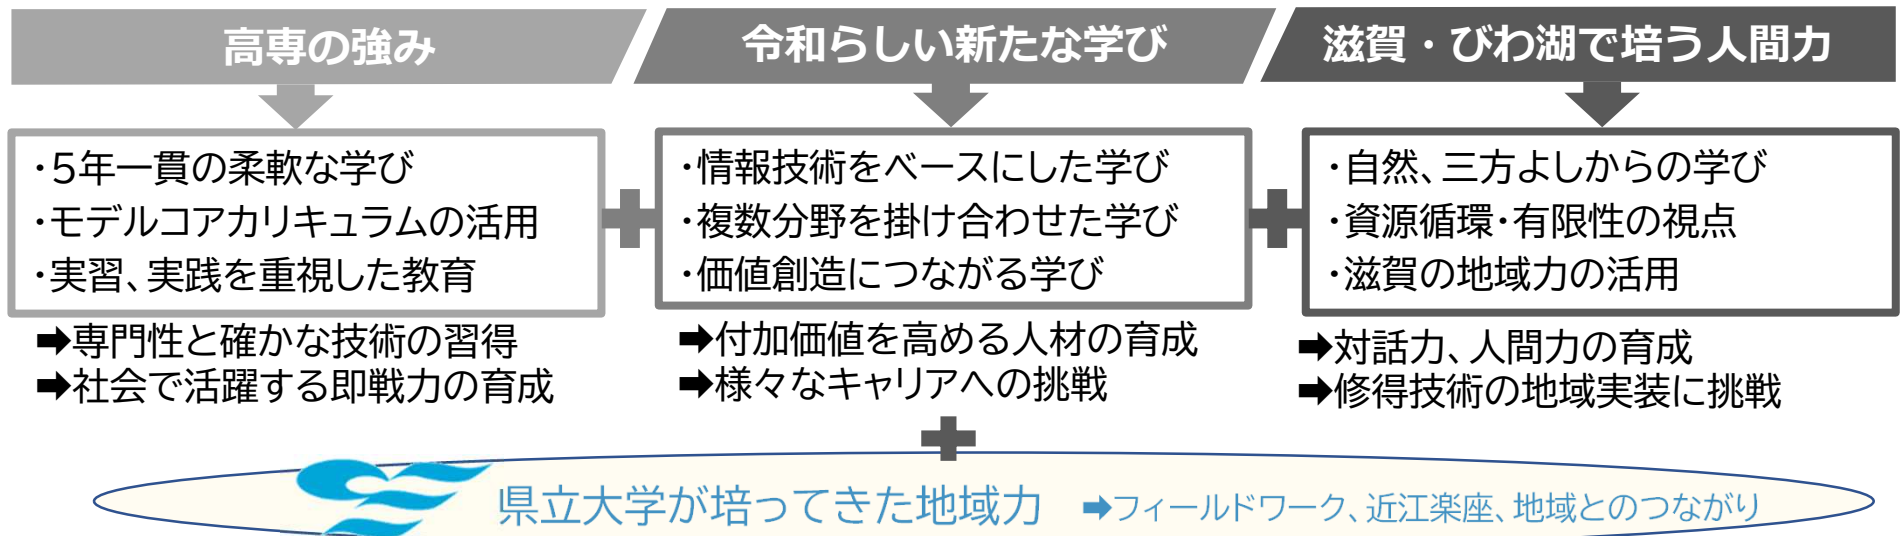 高専の強み
・5年一貫の柔軟な学び
・モデルコアカリキュラムの活用
・実習、実践を重視した教育
➡専門性と確かな技術の習得
➡社会で活躍する即戦力の育成
令和らしい新たな学び
・情報技術をベースにした学び
・複数分野を掛け合わせた学び
・価値創造につながる学び
➡付加価値を高める人材の育成
➡様々なキャリアへの挑戦
滋賀・びわ湖で培う人間力
・自然、三方よしからの学び
・資源循環・有限性の視点
・滋賀の地域力の活用
➡対話力、人間力の育成
➡修得技術の地域実装に挑戦
県立大学が培ってきた地域力 ➡フィールドワーク、近江楽座、地域とのつながり